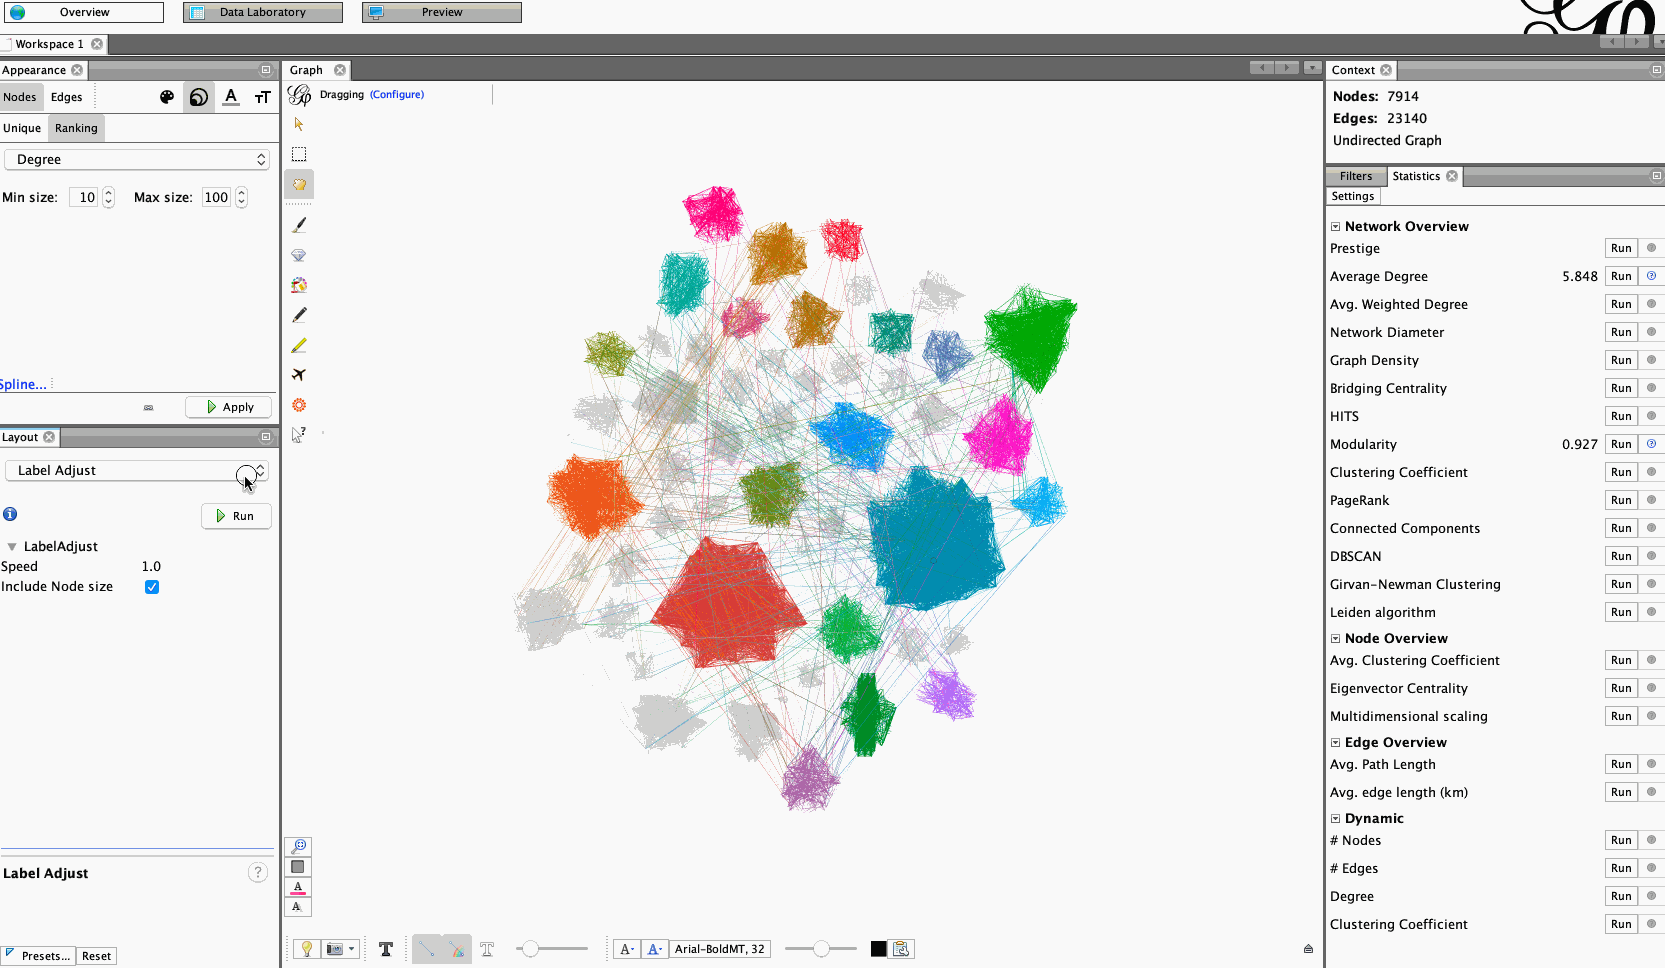 Overview
Data Laboratory
Preview
Workspace 1
Appearance
Nodes
Edges
A
TT
Unique
Ranking
Degree
Min size: 10
Max size: 100
Spline...
Apply
Layout
Label Adjust
Run
LabelAdjust
Speed 1.0
Include Node size
Label Adjust
?
Presets...
Reset
Graph
Dragging (Configure)
?
A
A
T
T
A-
A-
Arial-BoldMT, 32
Context
Nodes: 7914
Edges: 23140
Undirected Graph
Filters
Statistics
Settings
Network Overview
Prestige Run
Average Degree 5.848 Run
Avg. Weighted Degree Run
Network Diameter Run
Graph Density Run
Bridging Centrality Run
HITS Run
Modularity 0.927 Run
Clustering Coefficient Run
PageRank Run
Connected Components Run
DBSCAN Run
Girvan-Newman Clustering Run
Leiden algorithm Run
Node Overview
Avg. Clustering Coefficient Run
Eigenvector Centrality Run
Multidimensional scaling Run
Edge Overview
Avg. Path Length Run
Avg. edge length (km) Run
Dynamic
# Nodes Run
# Edges Run
Degree Run
Clustering Coefficient Run